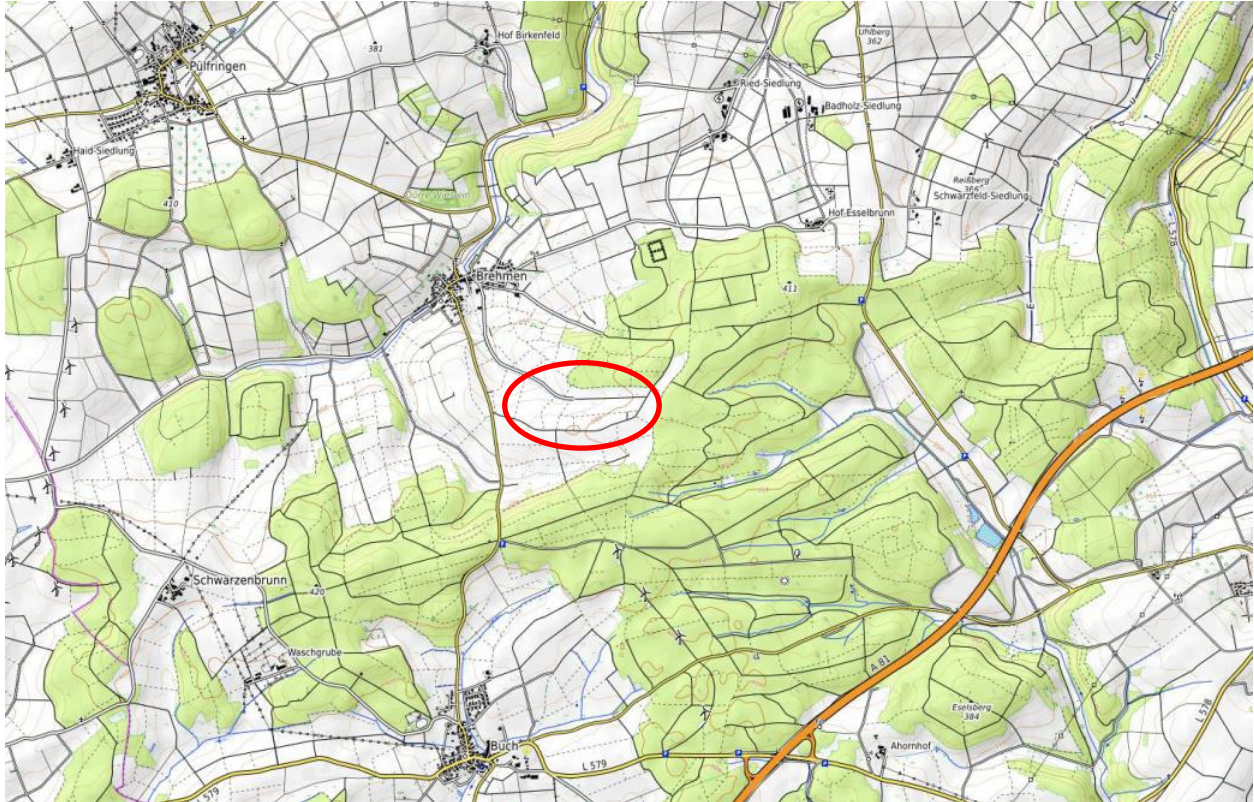 Hof Birkenfeld
Uhlberg
362
381
Pülfringen
Ried-Siedlung
Badholz-Siedlung
Haid-Siedlung
Reißberg
366
Schwarzfeld-Siedlung
410
Hof Esselbrunn
L 578
Brehmen
411
Schwarzenbrunn
420
Waschgrube
A 81
Eselsberg
384
L 578
Buch
Ahornhof
L 579
L 579